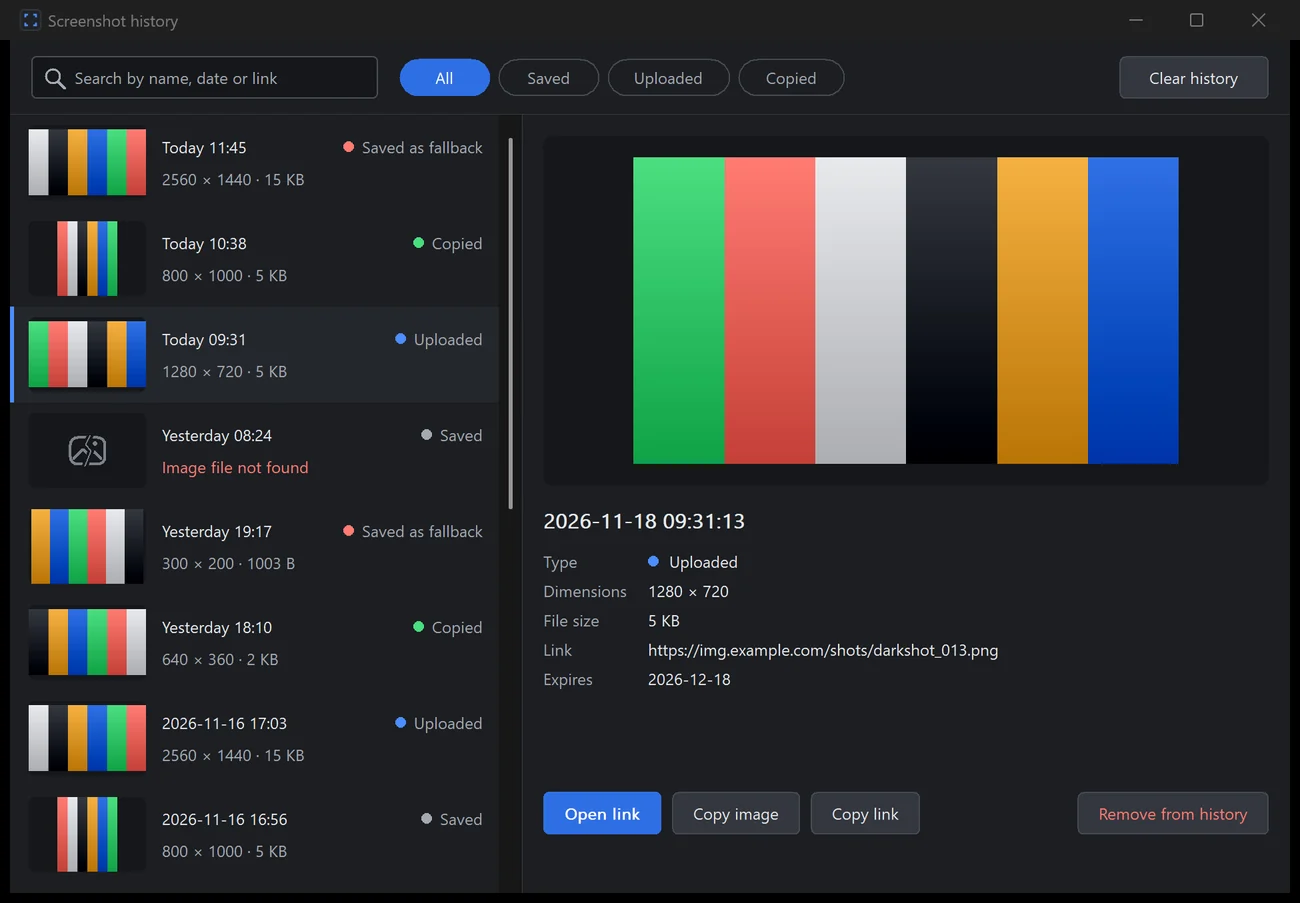 Screenshot history
Search by name, date or link
All
Saved
Uploaded
Copied
Clear history
Today 11:45
Saved as fallback
2560 × 1440 · 15 KB
Today 10:38
Copied
800 × 1000 · 5 KB
Today 09:31
Uploaded
1280 × 720 · 5 KB
Yesterday 08:24
Saved
Image file not found
Yesterday 19:17
Saved as fallback
300 × 200 · 1003 B
Yesterday 18:10
Copied
640 × 360 · 2 KB
2026-11-16 17:03
Uploaded
2560 × 1440 · 15 KB
2026-11-16 16:56
Saved
800 × 1000 · 5 KB
2026-11-18 09:31:13
Type Uploaded
Dimensions 1280 × 720
File size 5 KB
Link https://img.example.com/shots/darkshot_013.png
Expires 2026-12-18
Open link
Copy image
Copy link
Remove from history